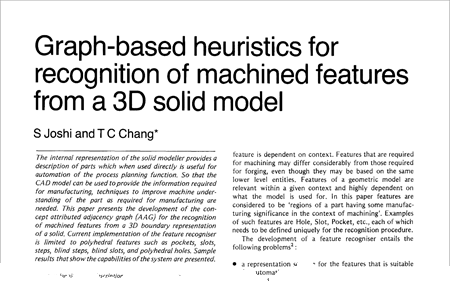 Graph-based heuristics for
recognition of machined features
from a 3D solid model
S Joshi and T C Chang*
The internal representation of the solid modeller provides a
description of parts which when used directly is useful for
automation of the process planning function. So that the
CAD model can be used to provide the information required
for manufacturing, techniques to improve machine under-
standing of the part as required for manufacturing are
needed. This paper presents the development of the con-
cept attributed adjacency graph (AAG) for the recognition
of machined features from a 3D boundary representation
of a solid. Current implementation of the feature recogniser
is limited to polyhedral features such as pockets, slots,
steps, blind steps, blind slots, and polyhedral holes. Sample
results that show the capabilities of the system are presented.
feature is dependent on context. Features that are required
for machining may differ considerably from those required
for forging, even though they may be based on the same
lower level entities. Features of a geometric model are
relevant within a given context and highly dependent on
what the model is used for. In this paper features are
considered to be 'regions of a part having some manufac-
turing significance in the context of machining'. Examples
of such features are Hole, Slot, Pocket, etc., each of which
needs to be defined uniquely for the recognition procedure.
The development of a feature recogniser entails the
following problems³:
• a representation for the features that is suitable